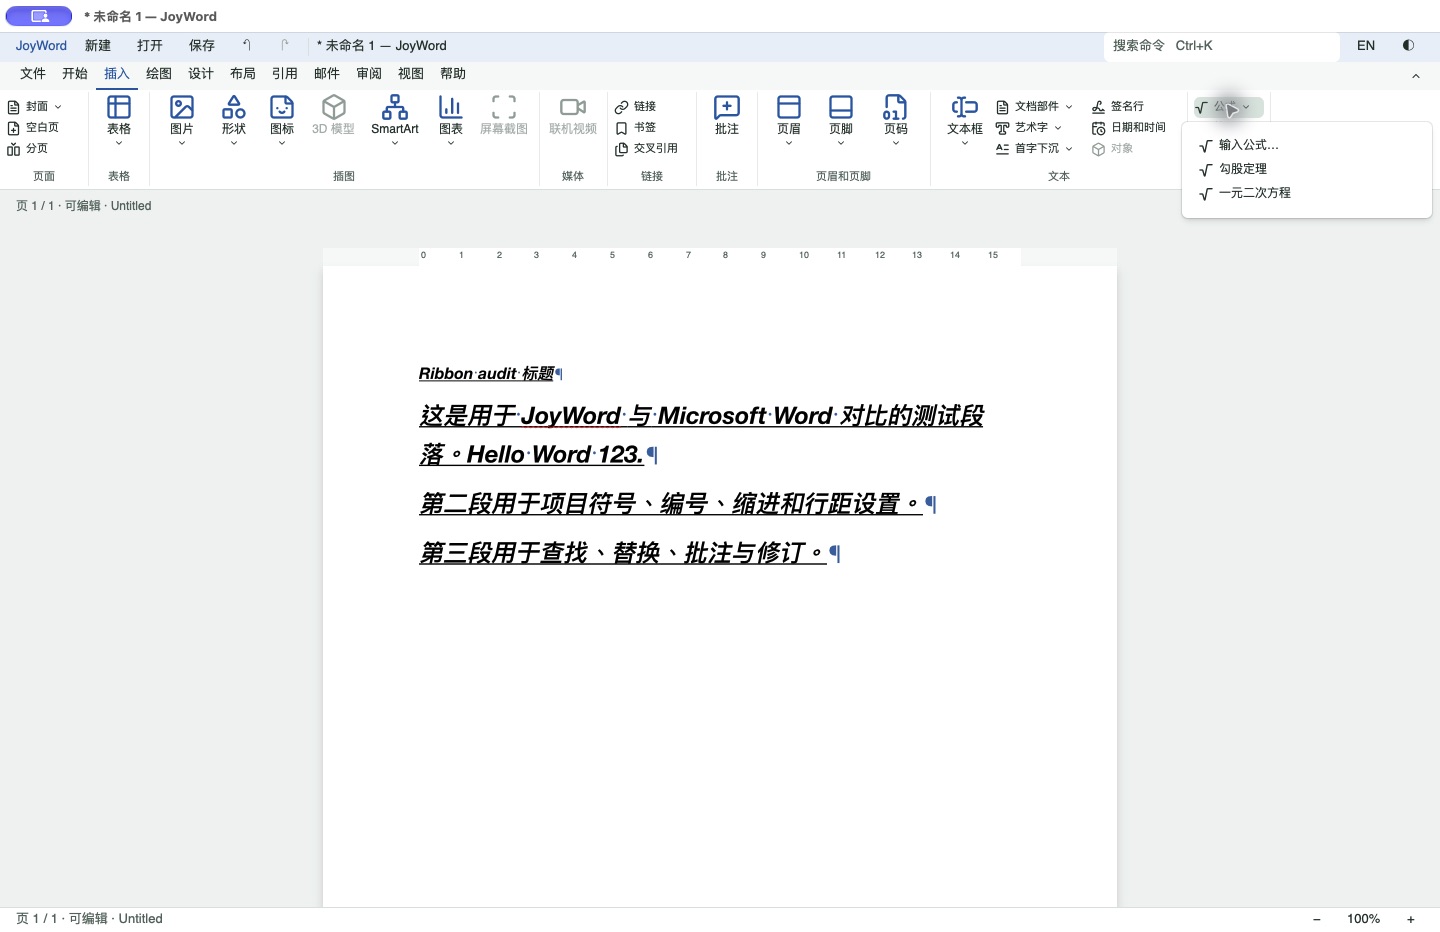 * 未命名 1 — JoyWord
JoyWord 新建 打开 保存 * 未命名 1 — JoyWord 搜索命令 Ctrl+K EN
文件 开始 插入 绘图 设计 布局 引用 邮件 审阅 视图 帮助
封面
空白页
分页
页面
表格
表格
图片 形状 图标 3D 模型 SmartArt 图表 屏幕截图
插图
联机视频
媒体
链接
书签
交叉引用
链接
批注
批注
页眉 页脚 页码
页眉和页脚
文本框
文档部件
艺术字
首字下沉
签名行
日期和时间
对象
文本
输入公式...
勾股定理
一元二次方程
页 1 / 1 · 可编辑 · Untitled
0 1 2 3 4 5 6 7 8 9 10 11 12 13 14 15
Ribbon·audit·标题¶
这是用于·JoyWord·与·Microsoft·Word·对比的测试段
落。Hello·Word·123.¶
第二段用于项目符号、编号、缩进和行距设置。¶
第三段用于查找、替换、批注与修订。¶
页 1 / 1 · 可编辑 · Untitled − 100% +